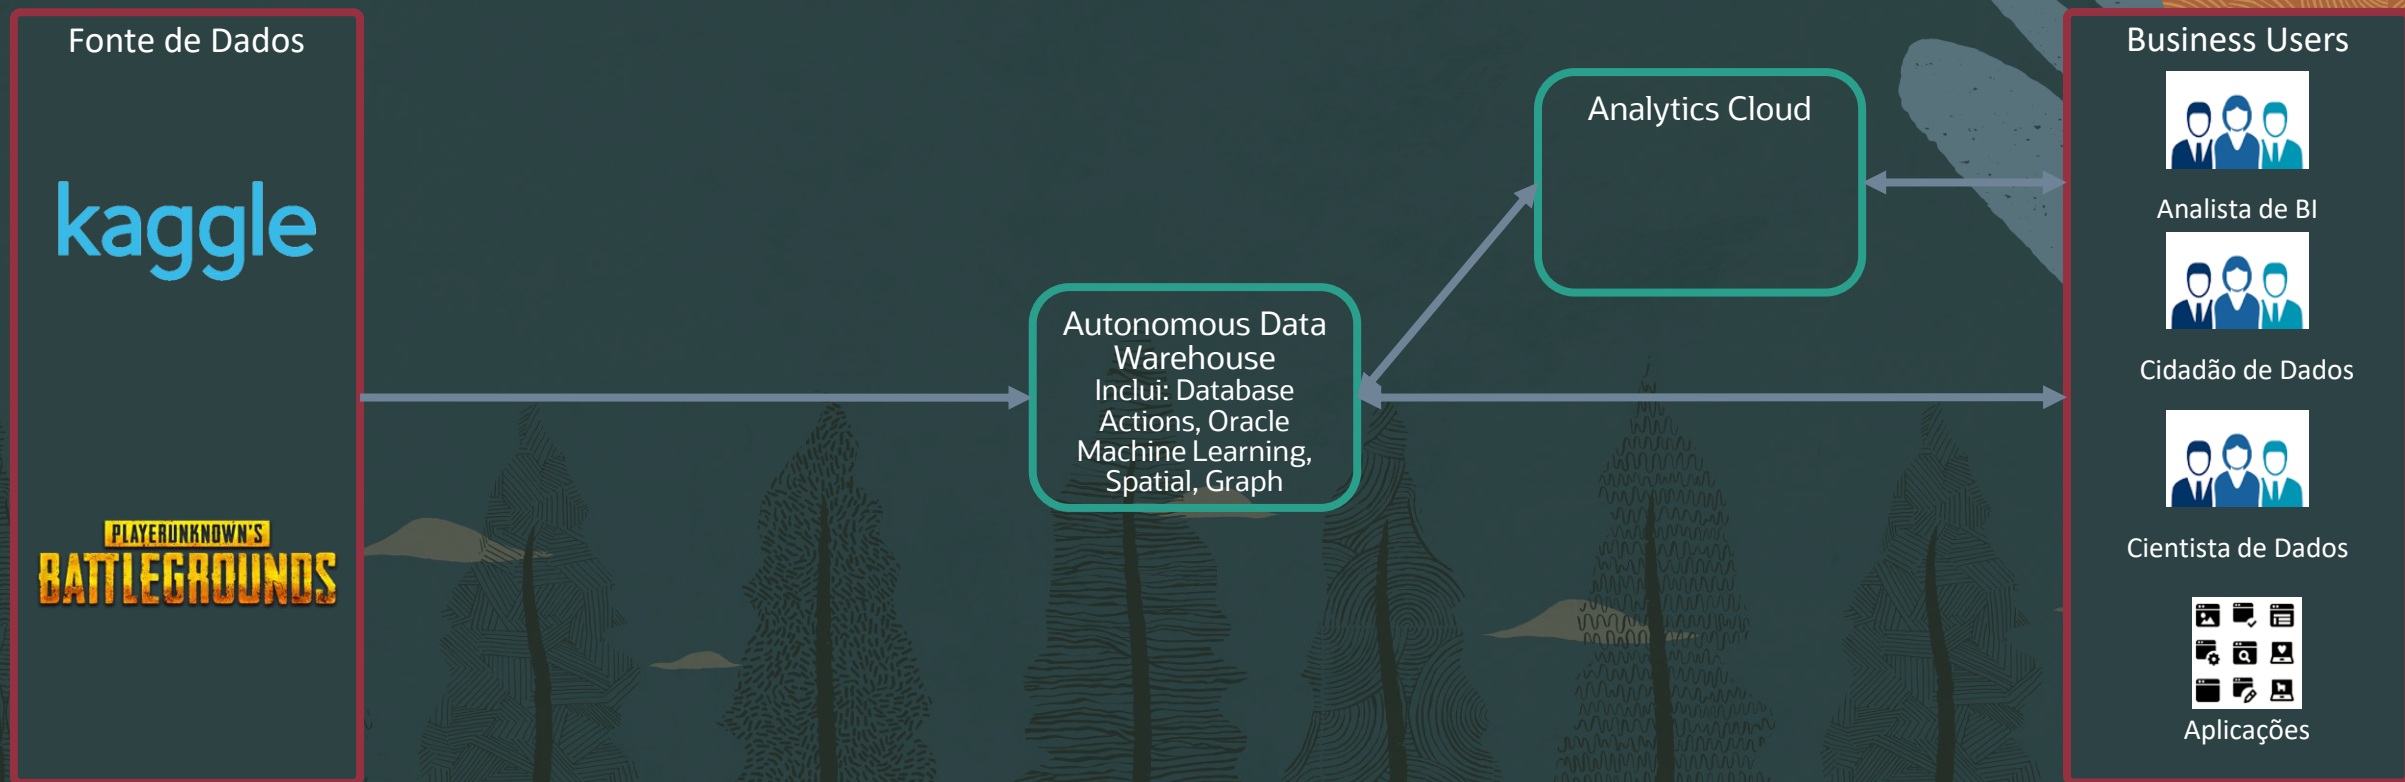 Fonte de Dados
kaggle
PLAYERUNKNOWN'S
BATTLEGROUNDS
Autonomous Data
Warehouse
Inclui: Database
Actions, Oracle
Machine Learning,
Spatial, Graph
Analytics Cloud
Business Users
Analista de BI
Cidadão de Dados
Cientista de Dados
Aplicações